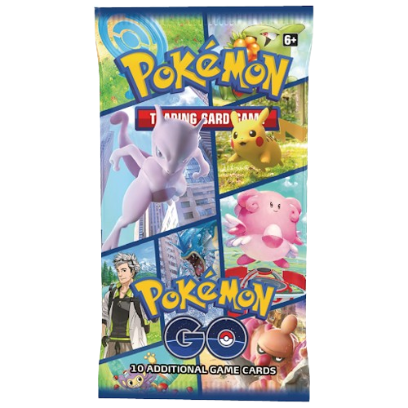 6+
POKÉMON
TRADING CARD GAME
POKÉMON
GO
10 ADDITIONAL GAME CARDS